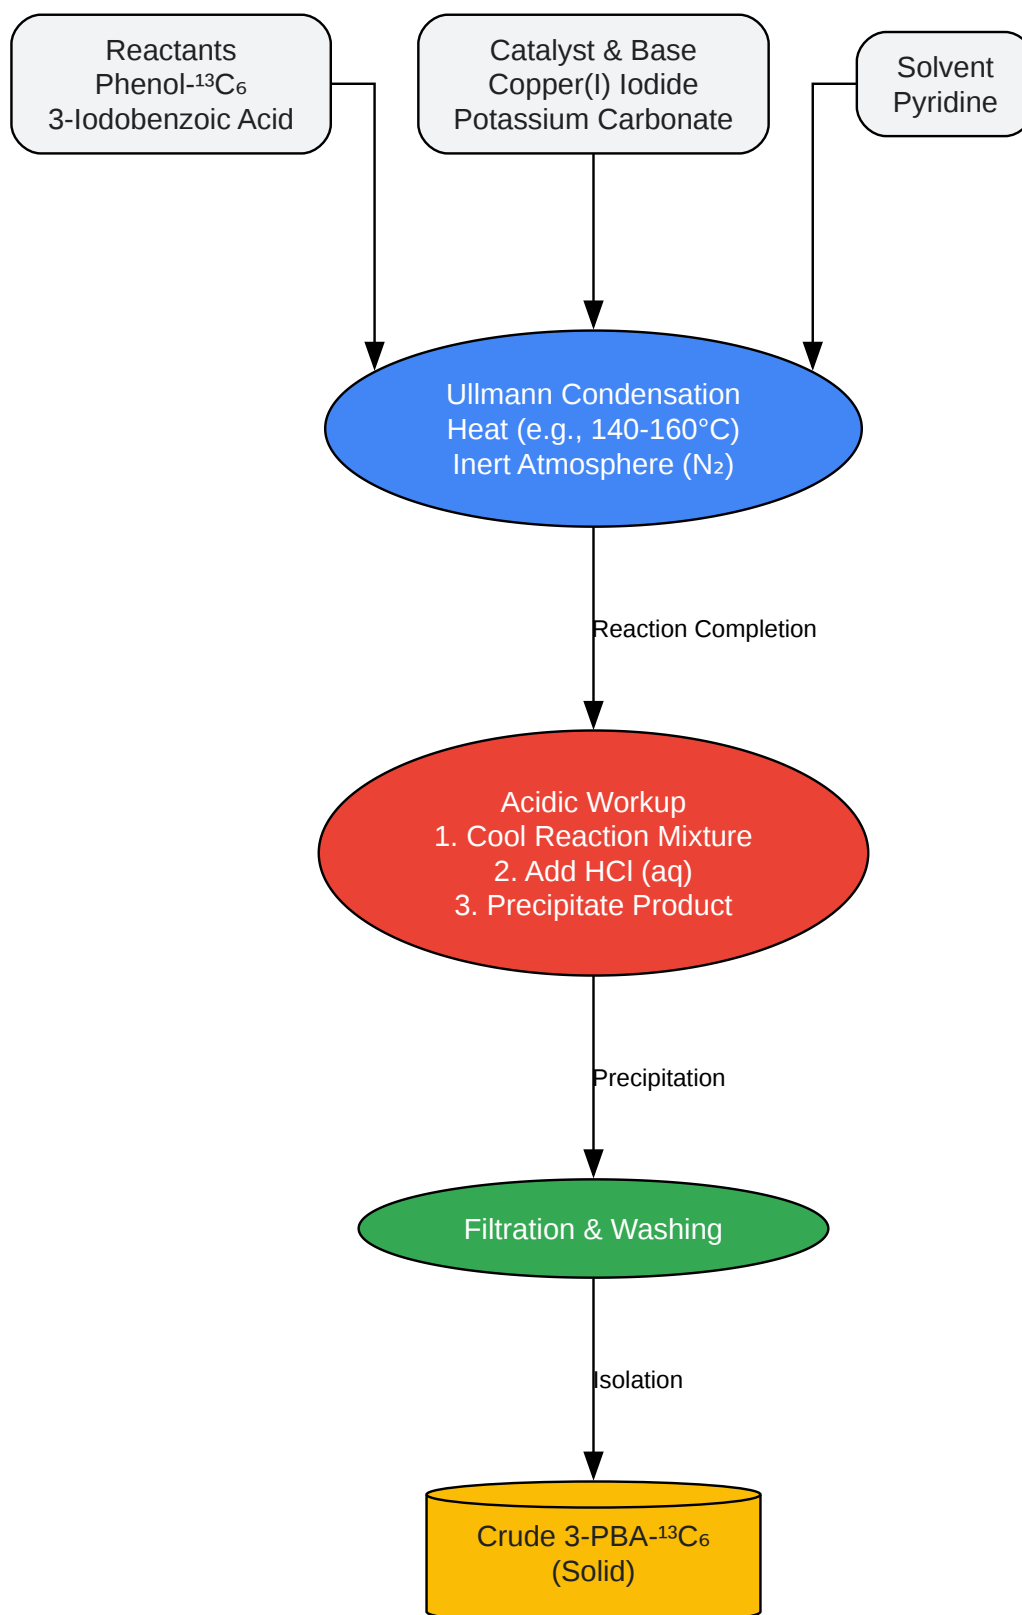 Reactants
Phenol-¹³C₆
3-Iodobenzoic Acid
Catalyst & Base
Copper(I) Iodide
Potassium Carbonate
Solvent
Pyridine
Ullmann Condensation
Heat (e.g., 140-160°C)
Inert Atmosphere (N₂)
Reaction Completion
Acidic Workup
1. Cool Reaction Mixture
2. Add HCl (aq)
3. Precipitate Product
Precipitation
Filtration & Washing
Isolation
Crude 3-PBA-¹³C₆
(Solid)